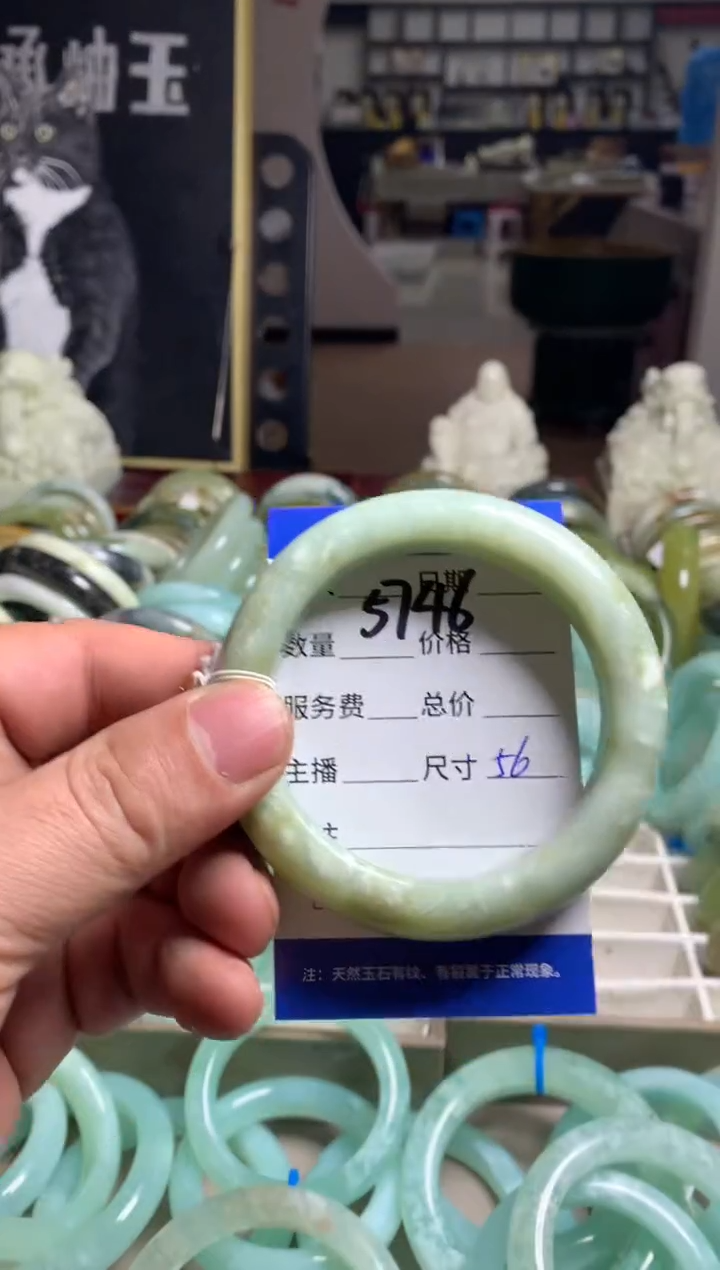 岫玉
日期
5746
数量 价格
服务费 总价
主播 尺寸 56
注：天然玉石有纹、有裂属于正常现象。